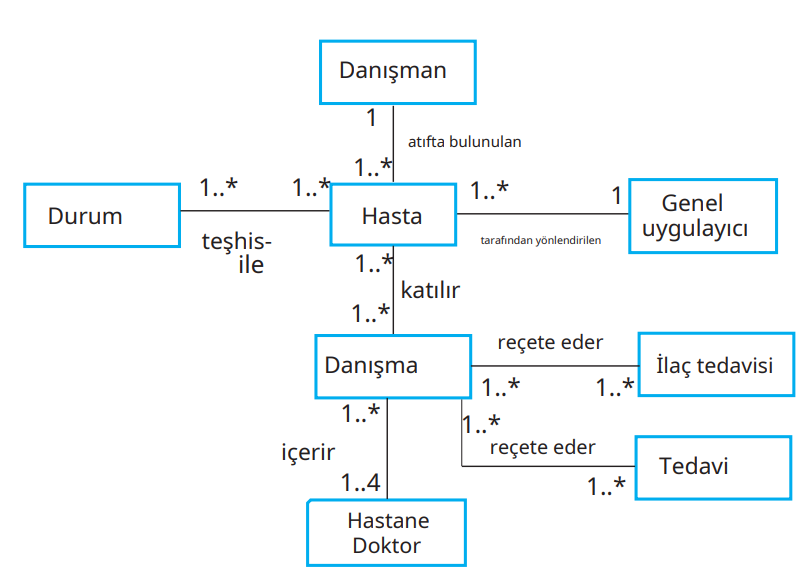 Danışman
1
atıfta bulunulan
1..*
1..*
1..*
1..*
1
Durum
Hasta
Genel
uygulayıcı
teşhis-
ile
tarafından yönlendirilen
1..*
katılır
1..*
reçete eder
Danışma
İlaç tedavisi
1..*
1..*
1..*
1..*
içerir
reçete eder
Tedavi
1..4
1..*
Hastane
Doktor